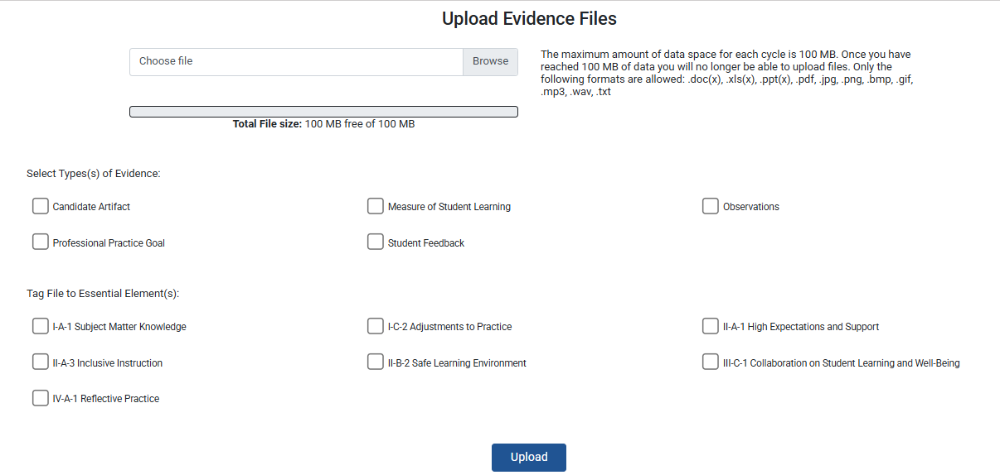 Upload Evidence Files
Choose file
Browse
The maximum amount of data space for each cycle is 100 MB. Once you have
reached 100 MB of data you will no longer be able to upload files. Only the
following formats are allowed: .doc(x), .xls(x), .ppt(x), .pdf, .jpg, .png, .bmp, .gif,
.mp3, .wav, .txt
Total File size: 100 MB free of 100 MB
Select Types(s) of Evidence:
Candidate Artifact
Measure of Student Learning
Observations
Professional Practice Goal
Student Feedback
Tag File to Essential Element(s):
I-A-1 Subject Matter Knowledge
I-C-2 Adjustments to Practice
II-A-1 High Expectations and Support
II-A-3 Inclusive Instruction
II-B-2 Safe Learning Environment
III-C-1 Collaboration on Student Learning and Well-Being
IV-A-1 Reflective Practice
Upload